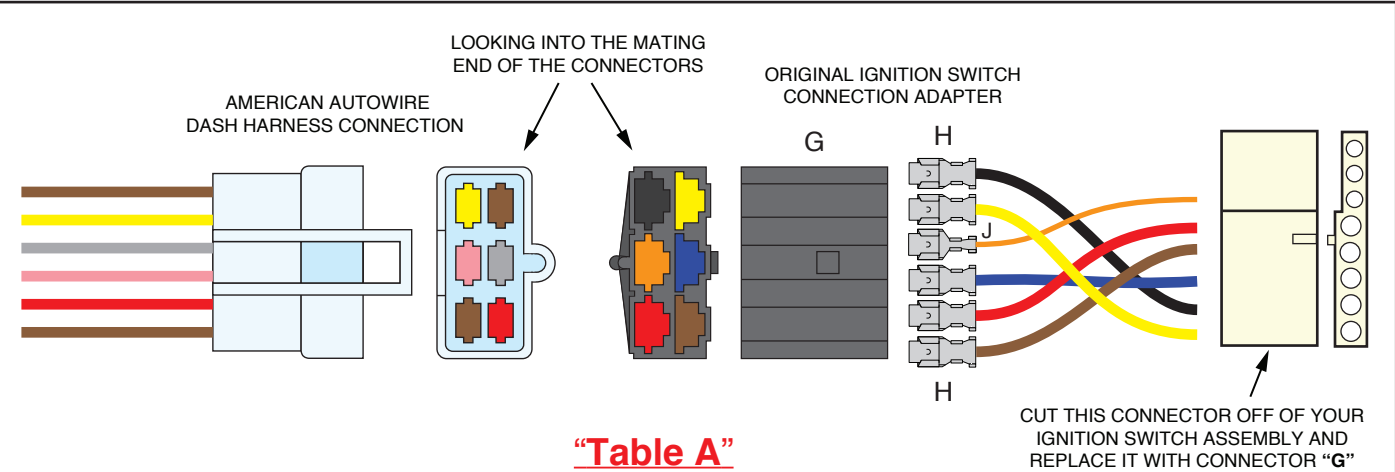 LOOKING INTO THE MATING
END OF THE CONNECTORS
AMERICAN AUTOWIRE
DASH HARNESS CONNECTION
ORIGINAL IGNITION SWITCH
CONNECTION ADAPTER
G
H
J
H
CUT THIS CONNECTOR OFF OF YOUR
IGNITION SWITCH ASSEMBLY AND
REPLACE IT WITH CONNECTOR “G”
“Table A”